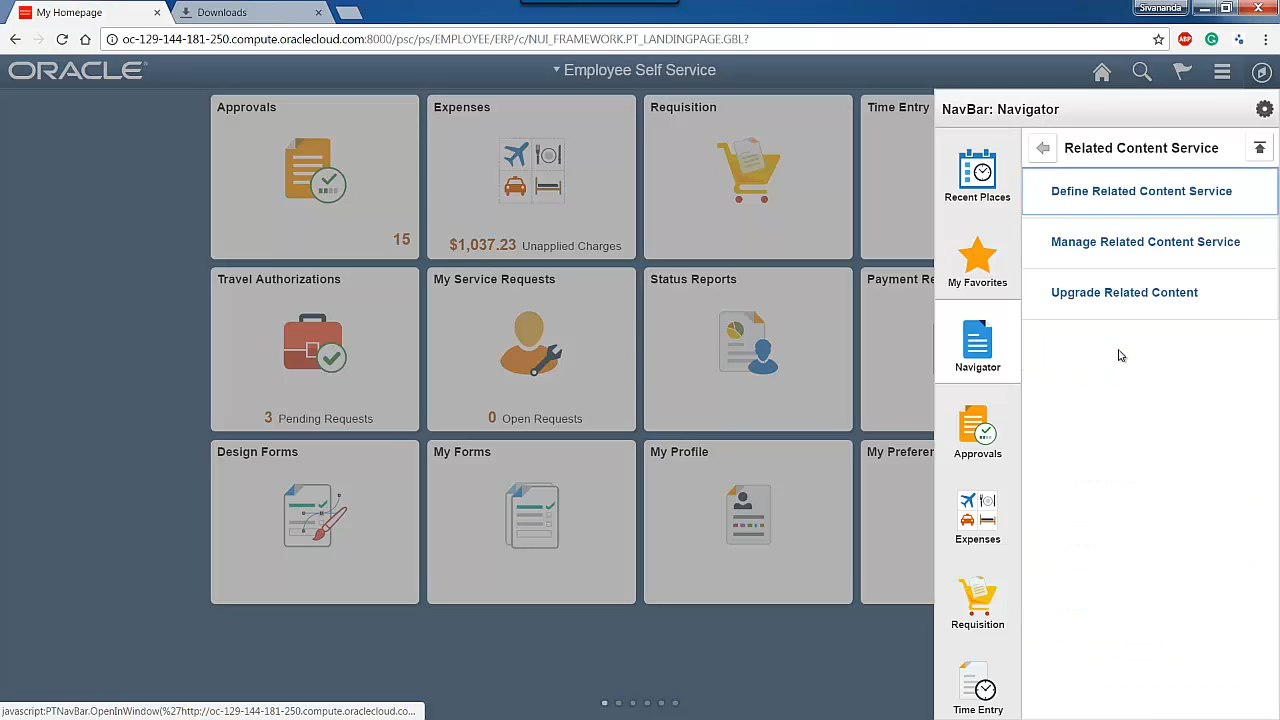 My Homepage
Downloads
Sivananda
oc-129-144-181-250.compute.oraclecloud.com:8000/psc/ps/EMPLOYEE/ERP/c/NUI_FRAMEWORK.PT_LANDINGPAGE.GBL?
ABP
ORACLE
Employee Self Service
Approvals
15
Expenses
$1,037.23 Unapplied Charges
Requisition
Time Entry
Travel Authorizations
3 Pending Requests
My Service Requests
0 Open Requests
Status Reports
Payment Re
Design Forms
My Forms
My Profile
My Preferen
NavBar: Navigator
Recent Places
My Favorites
Navigator
Approvals
Expenses
Requisition
Time Entry
Related Content Service
Define Related Content Service
Manage Related Content Service
Upgrade Related Content
javascript:PTNavBar.OpenInWindow(%27http://oc-129-144-181-250.compute.oraclecloud.co...